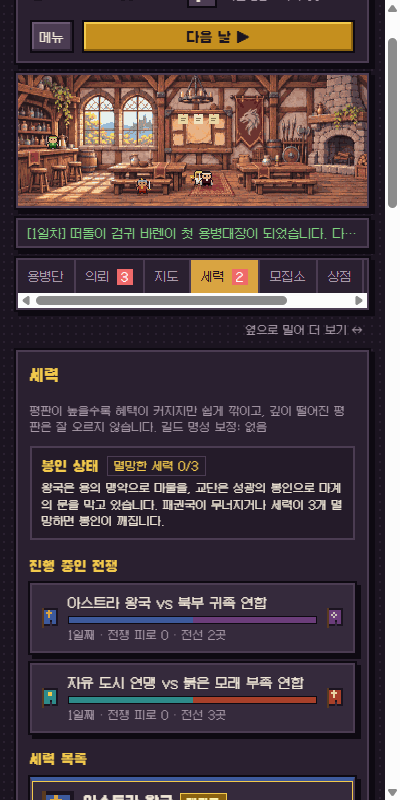 메뉴
다음 날 ▶
[1일차] 떠돌이 검귀 바렌이 첫 용병대장이 되었습니다. 다…
용병단
의뢰 3
지도
세력 2
모집소
상점
옆으로 밀어 더 보기 ↔
세력
평판이 높을수록 혜택이 커지지만 쉽게 깎이고, 깊이 떨어진 평
판은 잘 오르지 않습니다. 길드 명성 보정: 없음
봉인 상태 멸망한 세력 0/3
왕국은 용의 맹약으로 마물을, 교단은 성광의 봉인으로 마계
의 문을 막고 있습니다. 패권국이 무너지거나 세력이 3개 멸
망하면 봉인이 깨집니다.
진행 중인 전쟁
아스트라 왕국 vs 북부 귀족 연합
1일째 · 전쟁 피로 0 · 전선 2곳
자유 도시 연맹 vs 붉은 모래 부족 연합
1일째 · 전쟁 피로 0 · 전선 3곳
세력 목록
아스트라 왕국